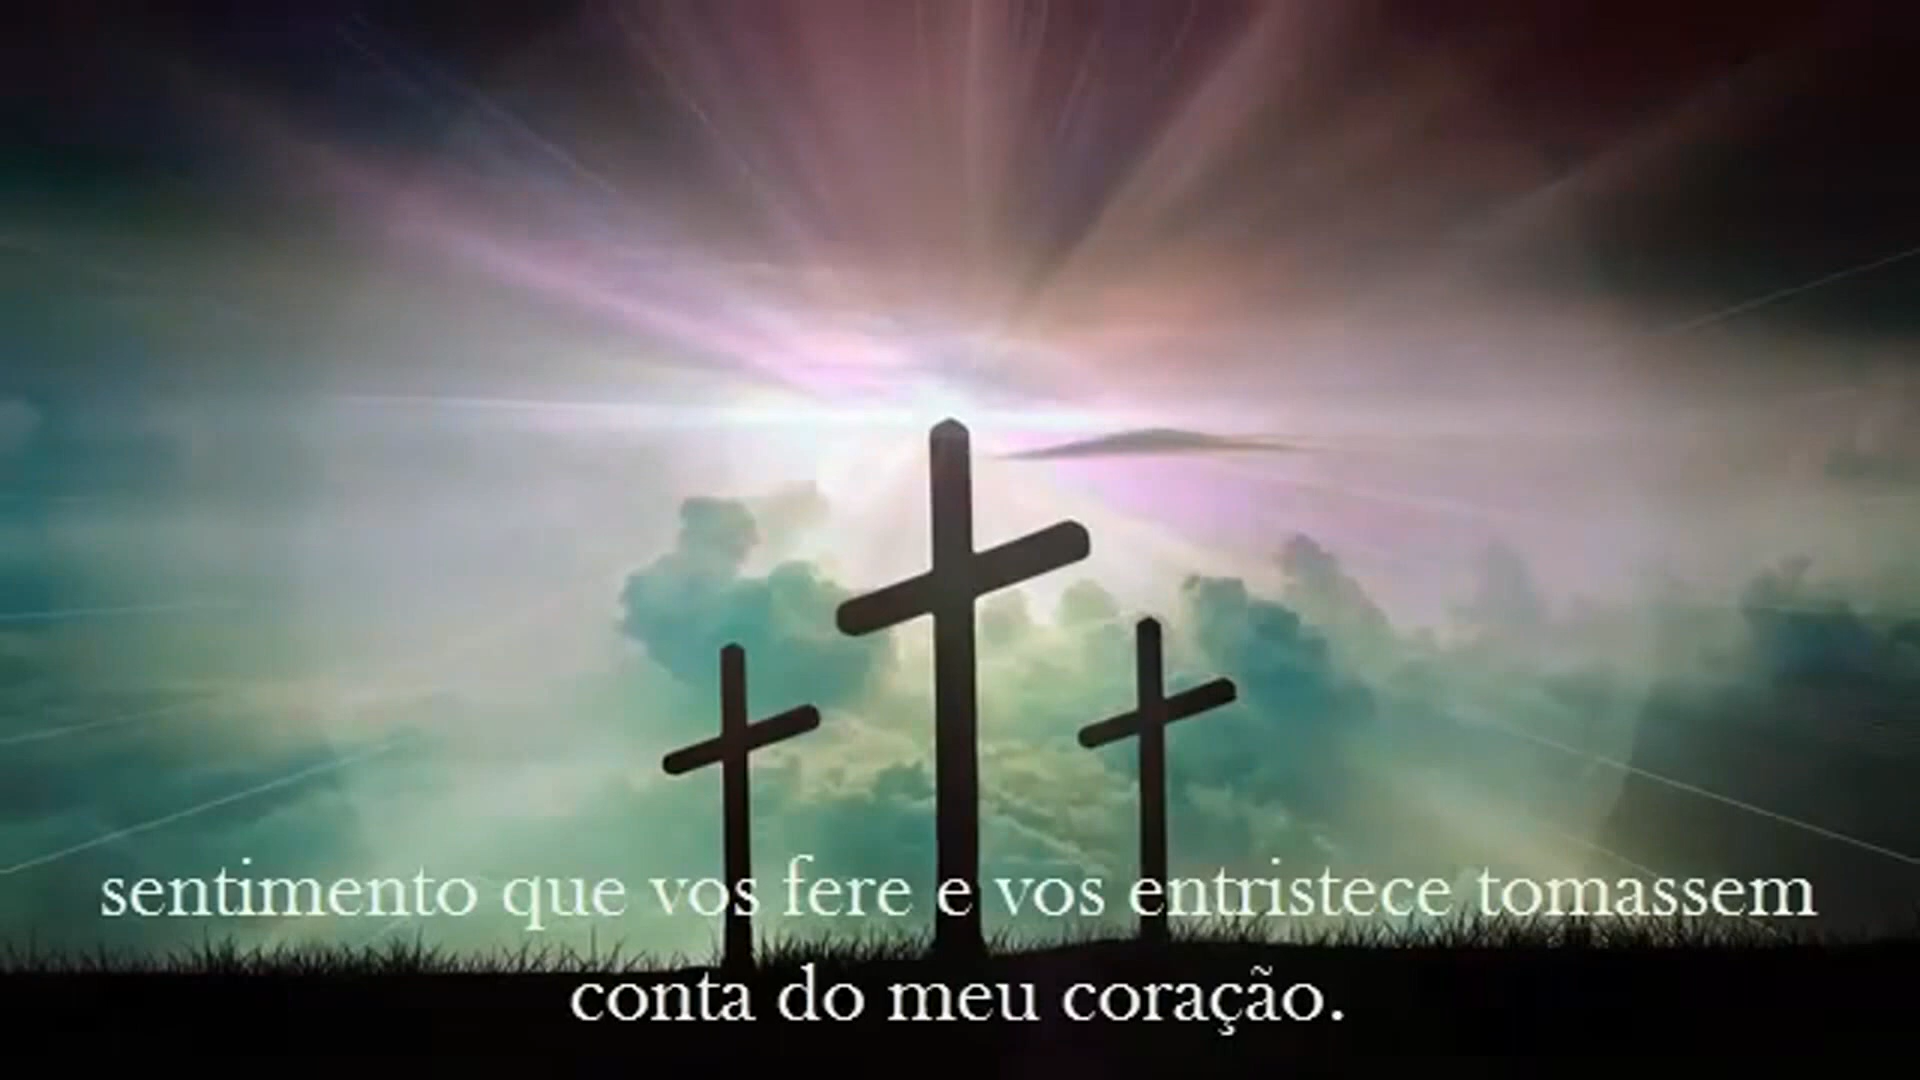 sentimento que vos fere e vos entristece tomassem
conta do meu coração.